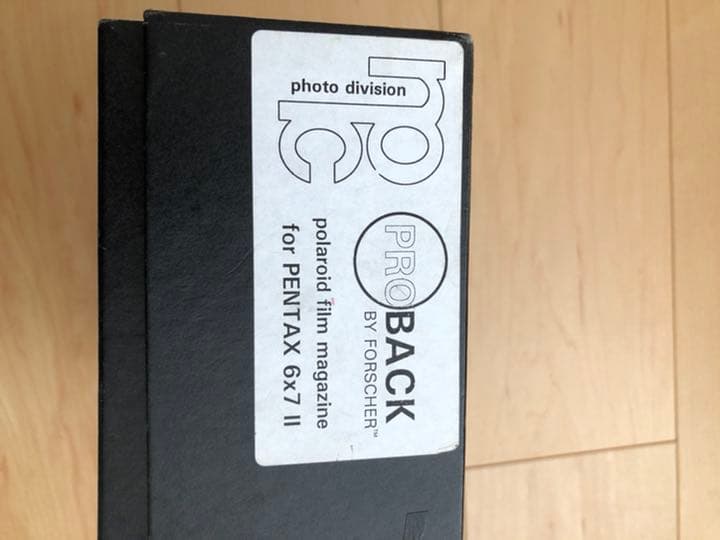 npc
photo division
PROBACK
BY FORSCHER™
polaroid film magazine
for PENTAX 6x7 II